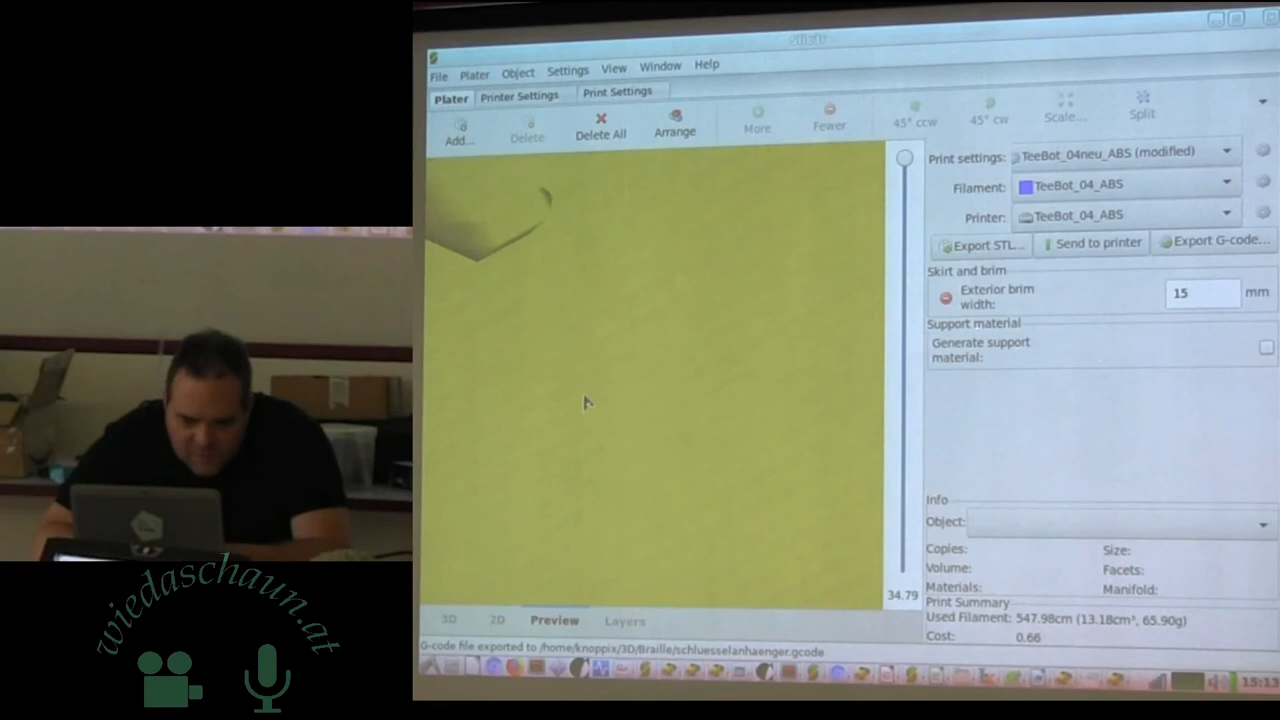 File Plater Object Settings View Window Help
Plater Printer Settings Print Settings
Add... Delete Delete All Arrange More Fewer 45° ccw 45° cw Scale... Split
Print settings: TeeBot_04neu_ABS (modified)
Filament: TeeBot_04_ABS
Printer: TeeBot_04_ABS
Export STL... Send to printer Export G-code...
Skirt and brim
Exterior brim
width: 15 mm
Support material
Generate support
material:
Info
Object:
Copies: Size:
Volume: Facets:
Materials: Manifold:
Print Summary
Used Filament: 547.98cm (13.18cm³, 65.90g)
Cost: 0.66
34.79
3D 2D Preview Layers
G-code file exported to /home/knoppix/3D/Braille/schluesselanhaenger.gcode
15:13
wiedaschaun.at